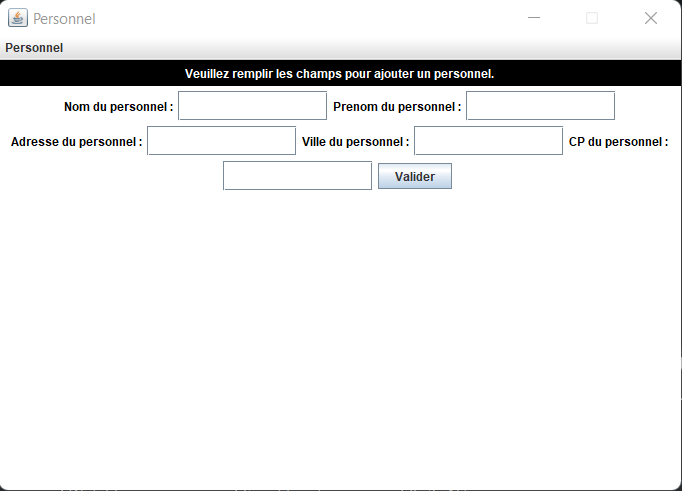 Personnel
Personnel
Veuillez remplir les champs pour ajouter un personnel.
Nom du personnel : Prenom du personnel :
Adresse du personnel : Ville du personnel : CP du personnel :
Valider